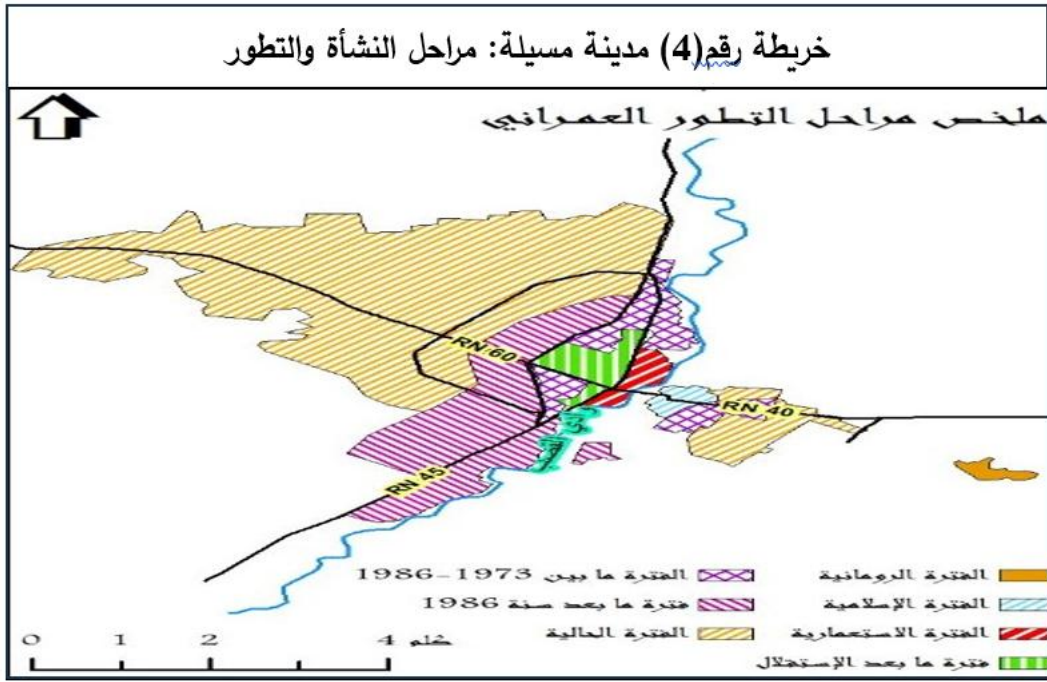 خريطة رقم(4) مدينة مسيلة: مراحل النشأة والتطور
ملخص مراحل التطور العمراني
RN 60
RN 40
وادي القصب
RN 45
الفترة الرومانية
الفترة ما بين 1973-1986
الفترة الإسلامية
فترة ما بعد سنة 1986
الفترة الاستعمارية
الفترة الحالية
فترة ما بعد الإستقلال
0 1 2 4 كلم